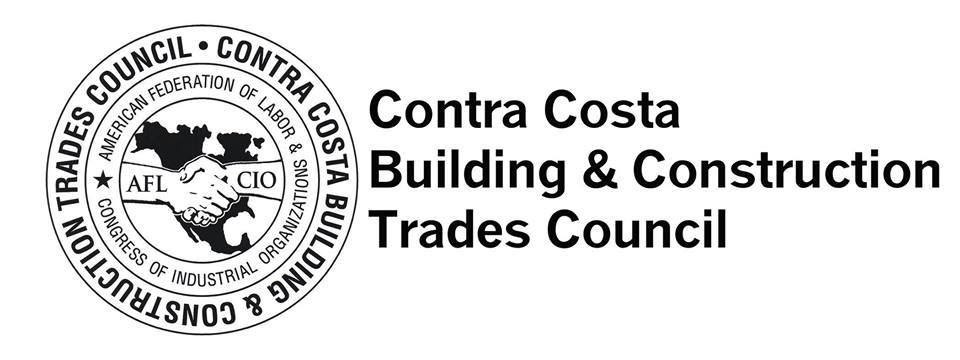 CONTRA COSTA BUILDING & CONSTRUCTION TRADES COUNCIL •
★ AMERICAN FEDERATION OF LABOR & CONGRESS OF INDUSTRIAL ORGANIZATIONS
AFL CIO
Contra Costa
Building & Construction
Trades Council